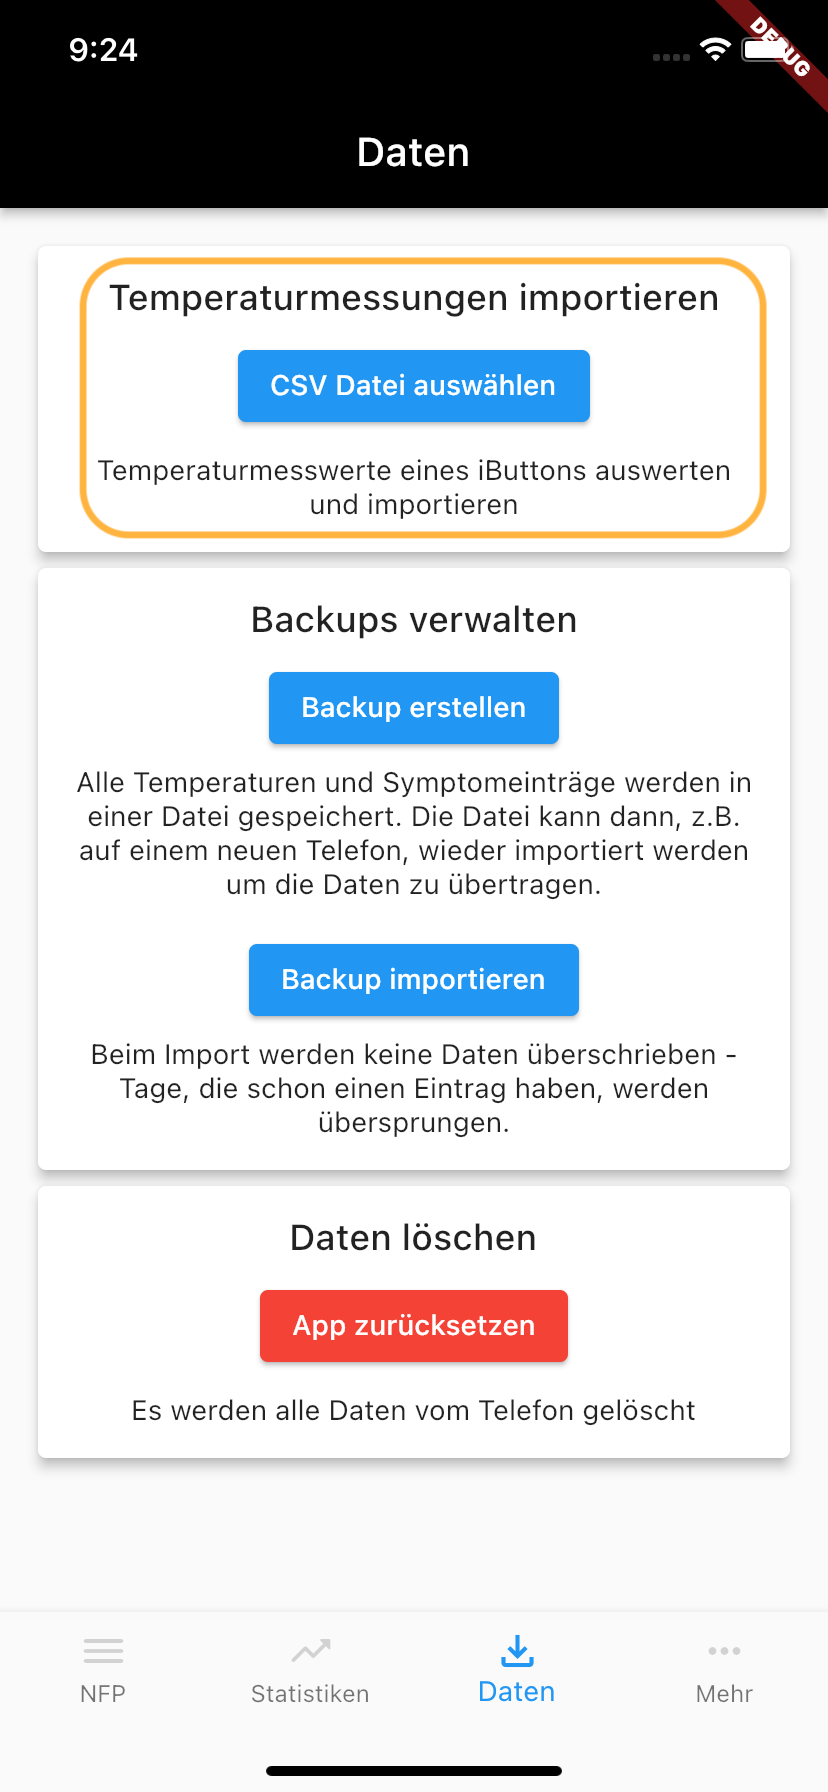 9:24
DEBUG
Daten
Temperaturmessungen importieren
CSV Datei auswählen
Temperaturmesswerte eines iButtons auswerten
und importieren
Backups verwalten
Backup erstellen
Alle Temperaturen und Symptomeinträge werden in
einer Datei gespeichert. Die Datei kann dann, z.B.
auf einem neuen Telefon, wieder importiert werden
um die Daten zu übertragen.
Backup importieren
Beim Import werden keine Daten überschrieben -
Tage, die schon einen Eintrag haben, werden
übersprungen.
Daten löschen
App zurücksetzen
Es werden alle Daten vom Telefon gelöscht
NFP
Statistiken
Daten
Mehr